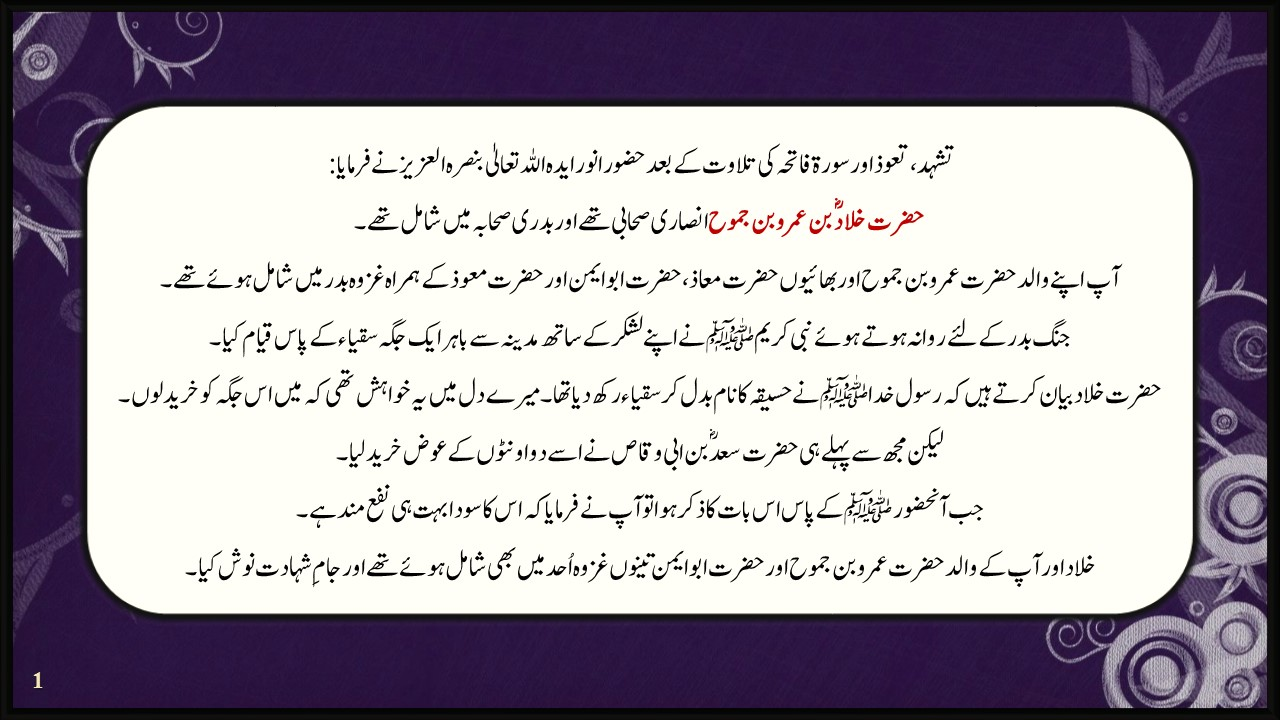 تشہد، تعوذ اور سورۃ فاتحہ کی تلاوت کے بعد حضور انور ایدہ اللہ تعالیٰ بنصرہ العزیز نے فرمایا:
حضرت خلادؓ بن عمرو بن جموح انصاری صحابی تھے اور بدری صحابہ میں شامل تھے۔
آپ اپنے والد حضرت عمرو بن جموح اور بھائیوں حضرت معاذ، حضرت ابو ایمن اور حضرت معوذ کے ہمراہ غزوہ بدر میں شامل ہوئے تھے۔
جنگ بدر کے لئے روانہ ہوتے ہوئے نبی کریم ﷺ نے اپنے لشکر کے ساتھ مدینہ سے باہر ایک جگہ سقیاء کے پاس قیام کیا۔
حضرت خلاد بیان کرتے ہیں کہ رسول خدا ﷺ نے حسیقہ کا نام بدل کر سقیاء رکھ دیا تھا۔ میرے دل میں یہ خواہش تھی کہ میں اس جگہ کو خرید لوں۔
لیکن مجھ سے پہلے ہی حضرت سعدؓ بن ابی وقاص نے اسے دو اونٹوں کے عوض خرید لیا۔
جب آنحضور ﷺ کے پاس اس بات کا ذکر ہوا تو آپ نے فرمایا کہ اس کا سودا بہت ہی نفع مند ہے۔
خلاد اور آپ کے والد حضرت عمرو بن جموح اور حضرت ابو ایمن تینوں غزوہ اُحد میں بھی شامل ہوئے تھے اور جامِ شہادت نوش کیا۔
1